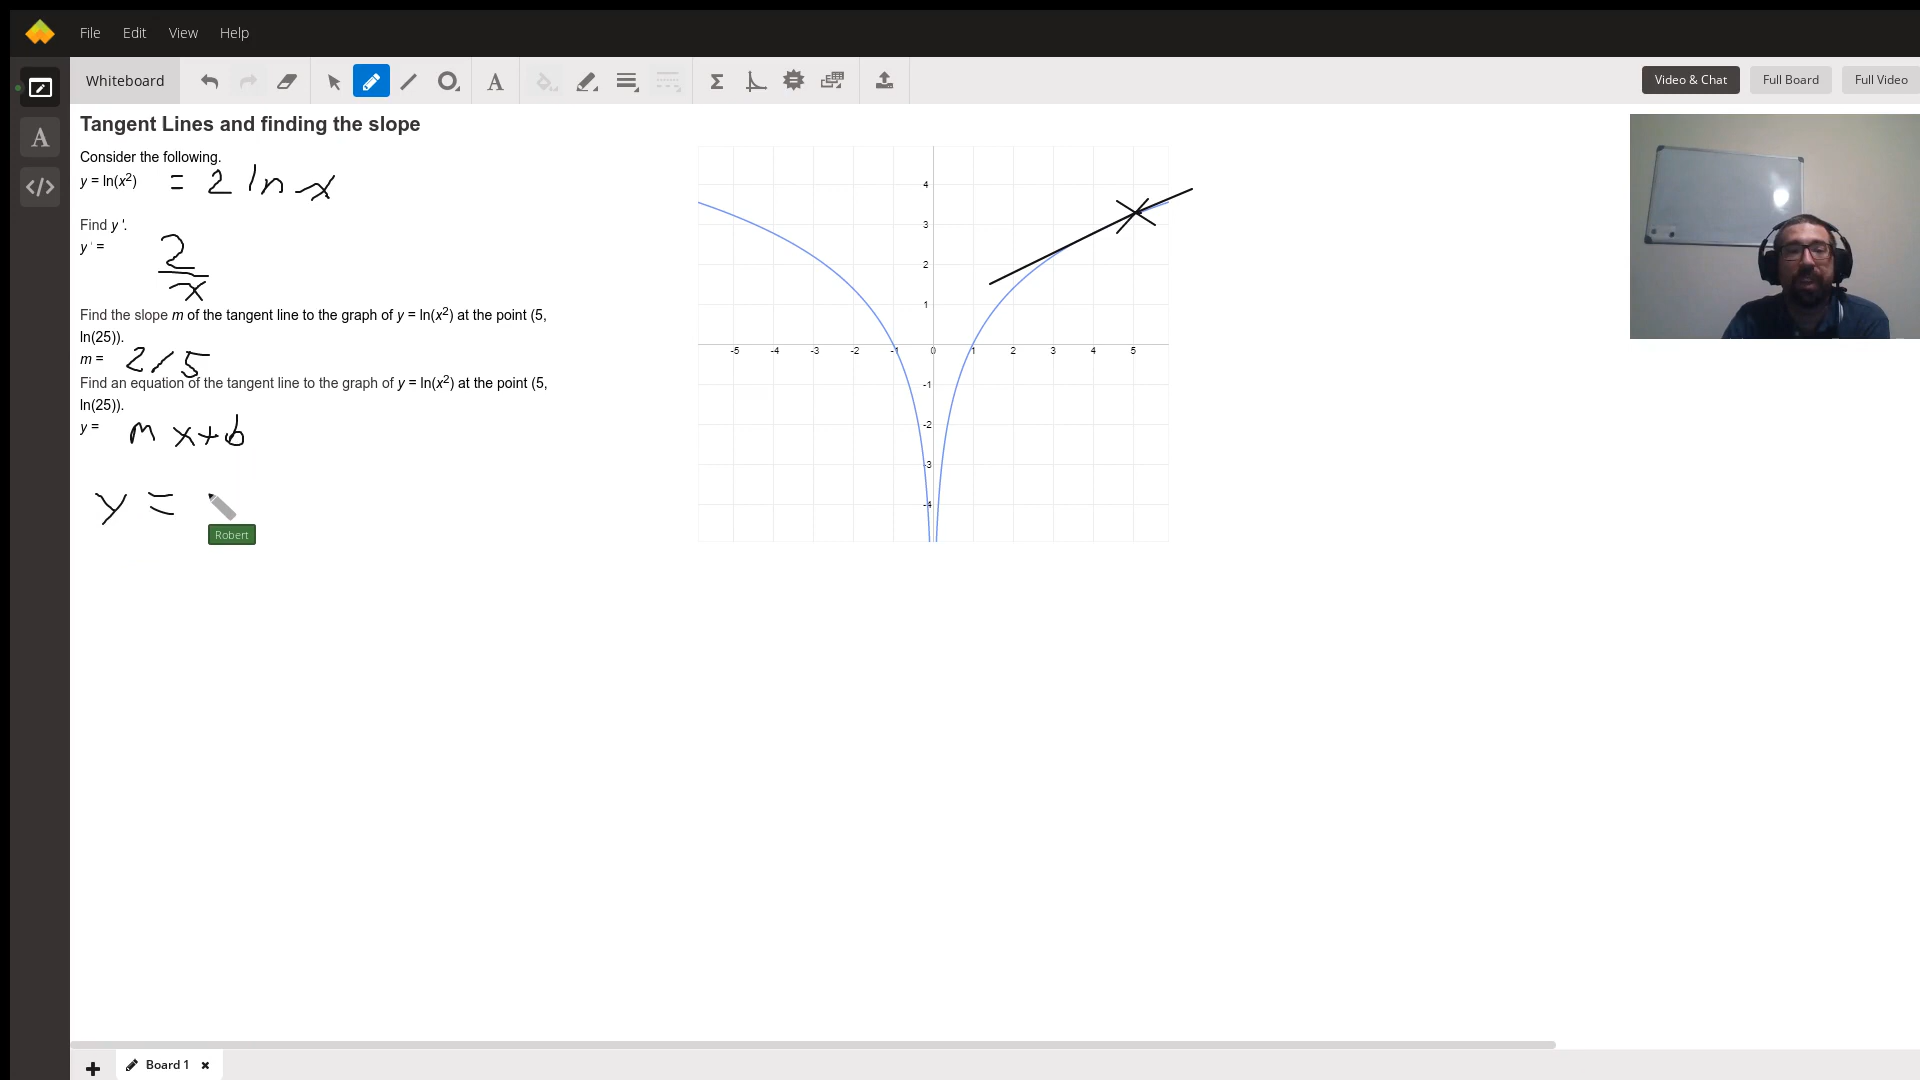 File Edit View Help
Whiteboard
A
Σ
Video & Chat Full Board Full Video
A
</>
Tangent Lines and finding the slope
Consider the following.
y = ln(x²) = 2 ln x
Find y '.
y ' = 2/x
Find the slope m of the tangent line to the graph of y = ln(x²) at the point (5,
ln(25)).
m = 2/5
Find an equation of the tangent line to the graph of y = ln(x²) at the point (5,
ln(25)).
y = mx+b
y =
Robert
4
3
2
1
-5 -4 -3 -2 -1 0 1 2 3 4 5
-1
-2
-3
-4
Board 1